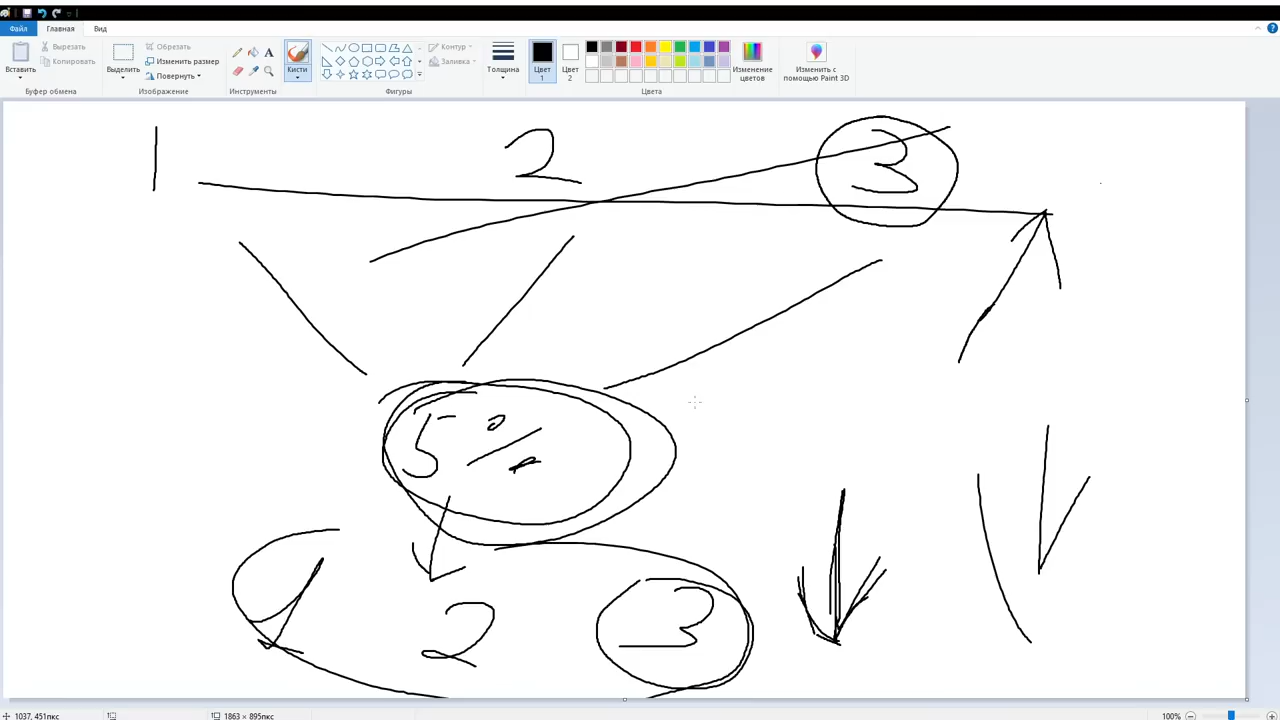 Файл Главная Вид
Вставить
Вырезать
Копировать
Буфер обмена
Выделить
Обрезать
Изменить размер
Повернуть
Изображение
A
Инструменты
Кисти
Контур
Заливка
Фигуры
Толщина
Цвет 1
Цвет 2
Изменение цветов
Цвета
Изменить с помощью Paint 3D
1 2 3
5%
1 2 3
1037, 451пкс
1863 × 895пкс
100%